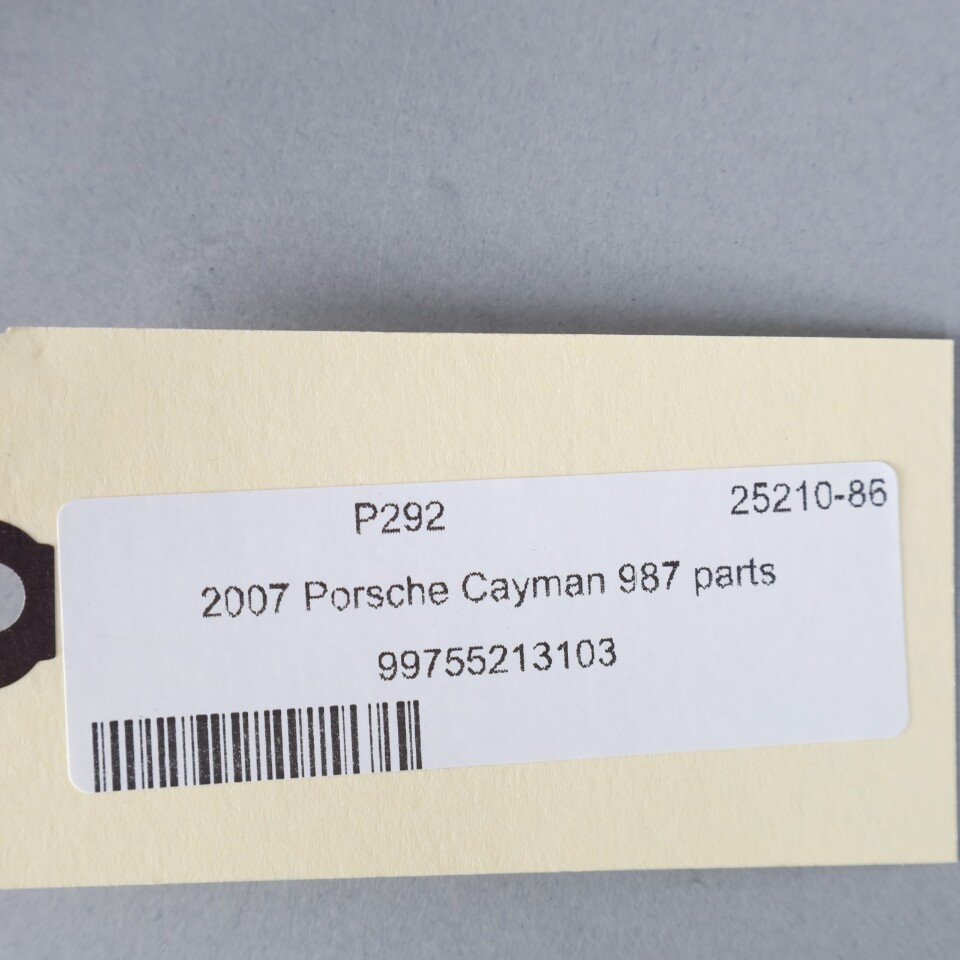 P292 25210-86
2007 Porsche Cayman 987 parts
99755213103